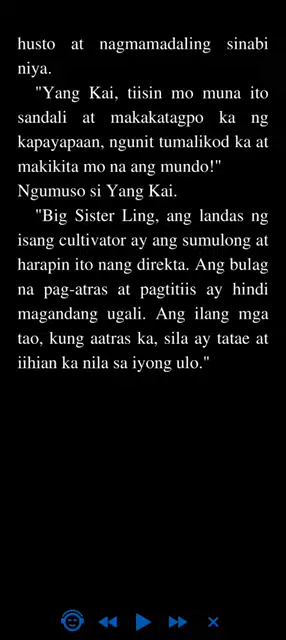 husto at nagmamadaling sinabi
niya.
"Yang Kai, tiisin mo muna ito
sandali at makakatagpo ka ng
kapayapaan, ngunit tumalikod ka at
makikita mo na ang mundo!"
Ngumuso si Yang Kai.
"Big Sister Ling, ang landas ng
isang cultivator ay ang sumulong at
harapin ito nang direkta. Ang bulag
na pag-atras at pagtitiis ay hindi
magandang ugali. Ang ilang mga
tao, kung aatras ka, sila ay tatae at
iihian ka nila sa iyong ulo."